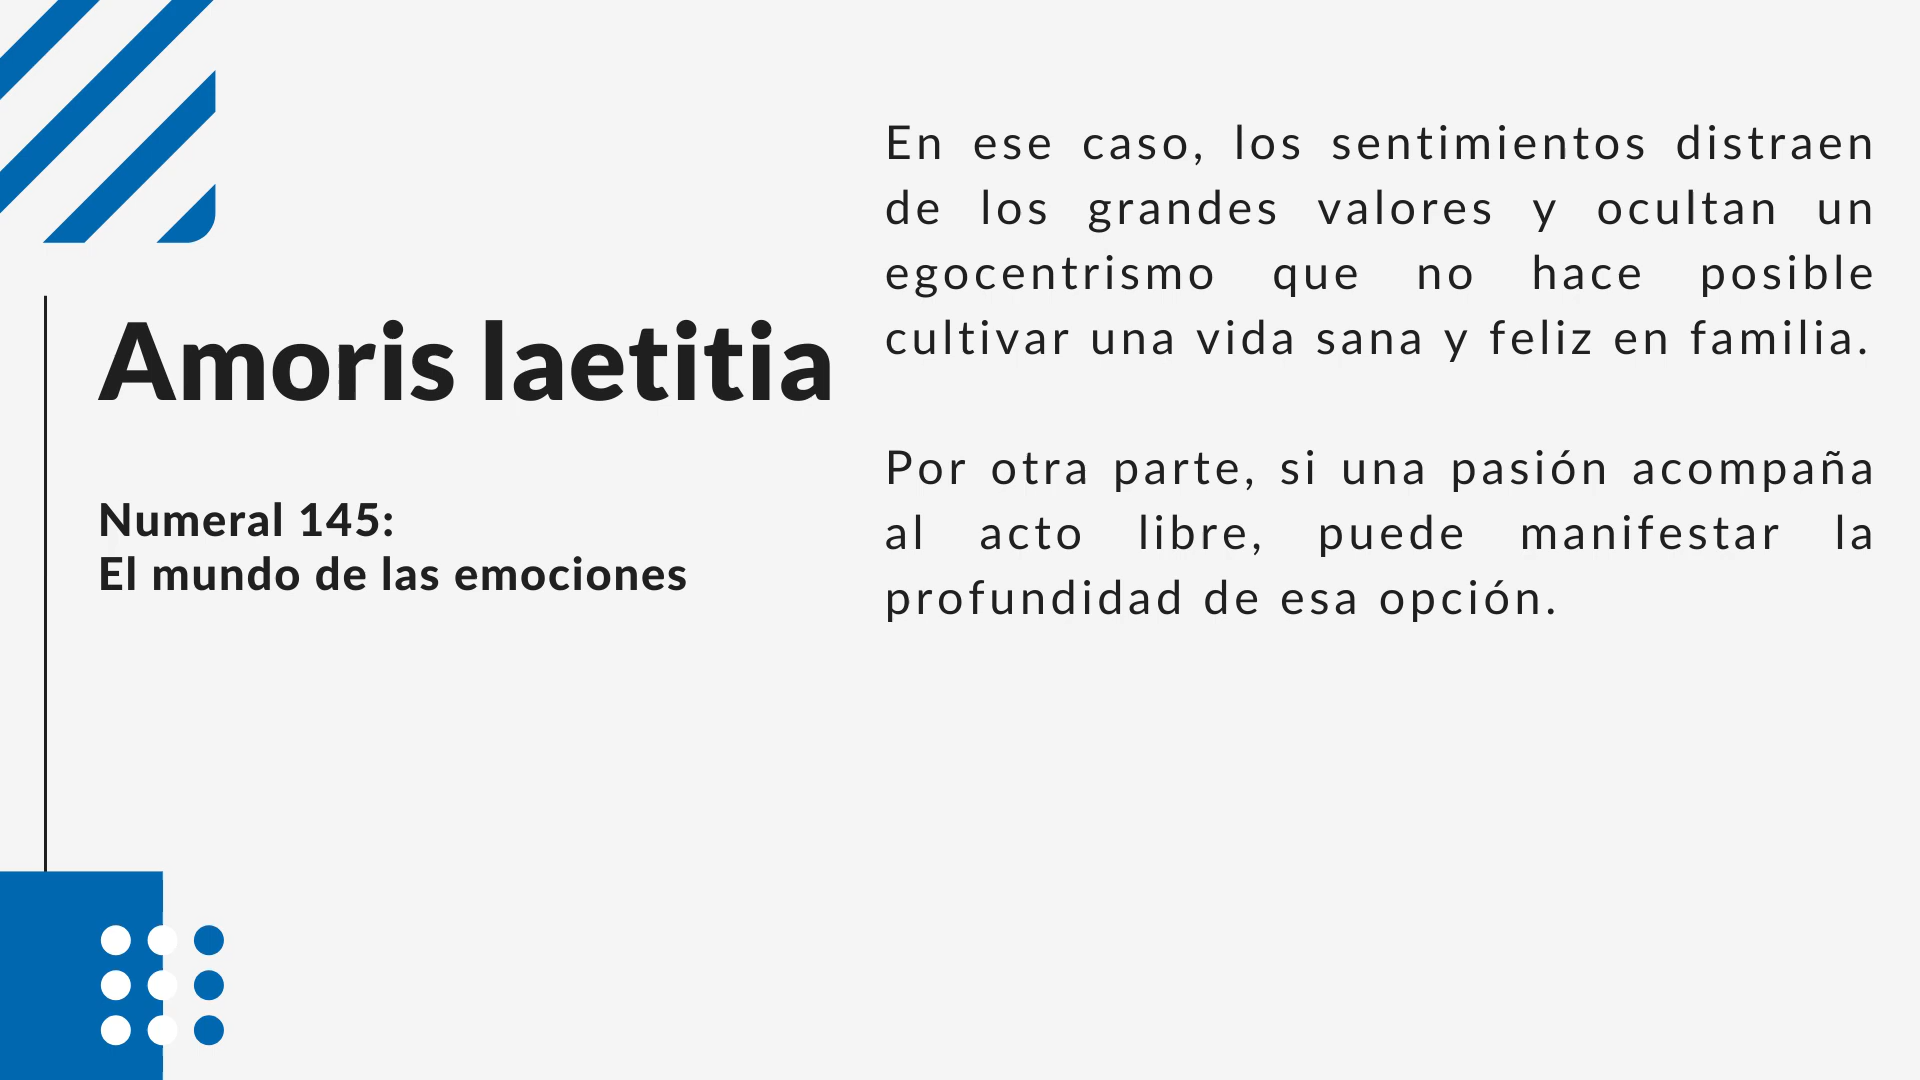 Amoris laetitia
Numeral 145:
El mundo de las emociones
En ese caso, los sentimientos distraen
de los grandes valores y ocultan un
egocentrismo que no hace posible
cultivar una vida sana y feliz en familia.
Por otra parte, si una pasión acompaña
al acto libre, puede manifestar la
profundidad de esa opción.